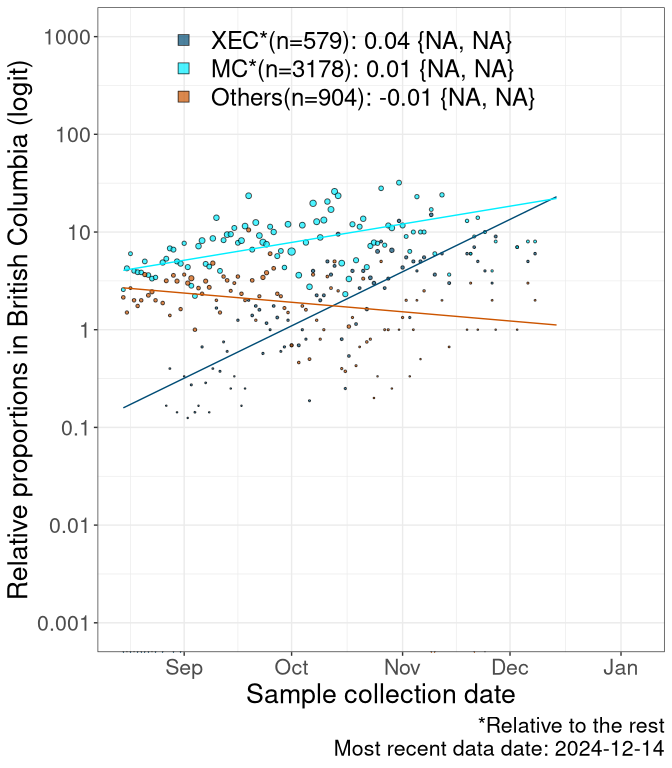 XEC*(n=579): 0.04 {NA, NA}
MC*(n=3178): 0.01 {NA, NA}
Others(n=904): -0.01 {NA, NA}
Relative proportions in British Columbia (logit)
1000
100
10
1
0.1
0.01
0.001
Sep Oct Nov Dec Jan
Sample collection date
*Relative to the rest
Most recent data date: 2024-12-14